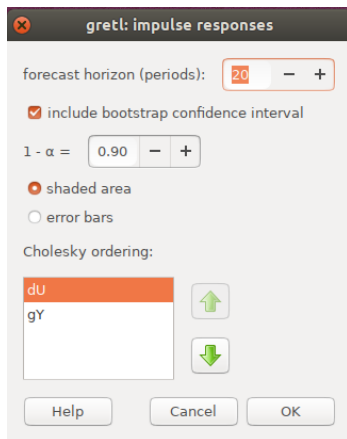 gretl: impulse responses
forecast horizon (periods): 20 − +
include bootstrap confidence interval
1 - α = 0.90 − +
shaded area
error bars
Cholesky ordering:
dU
gY
Help Cancel OK